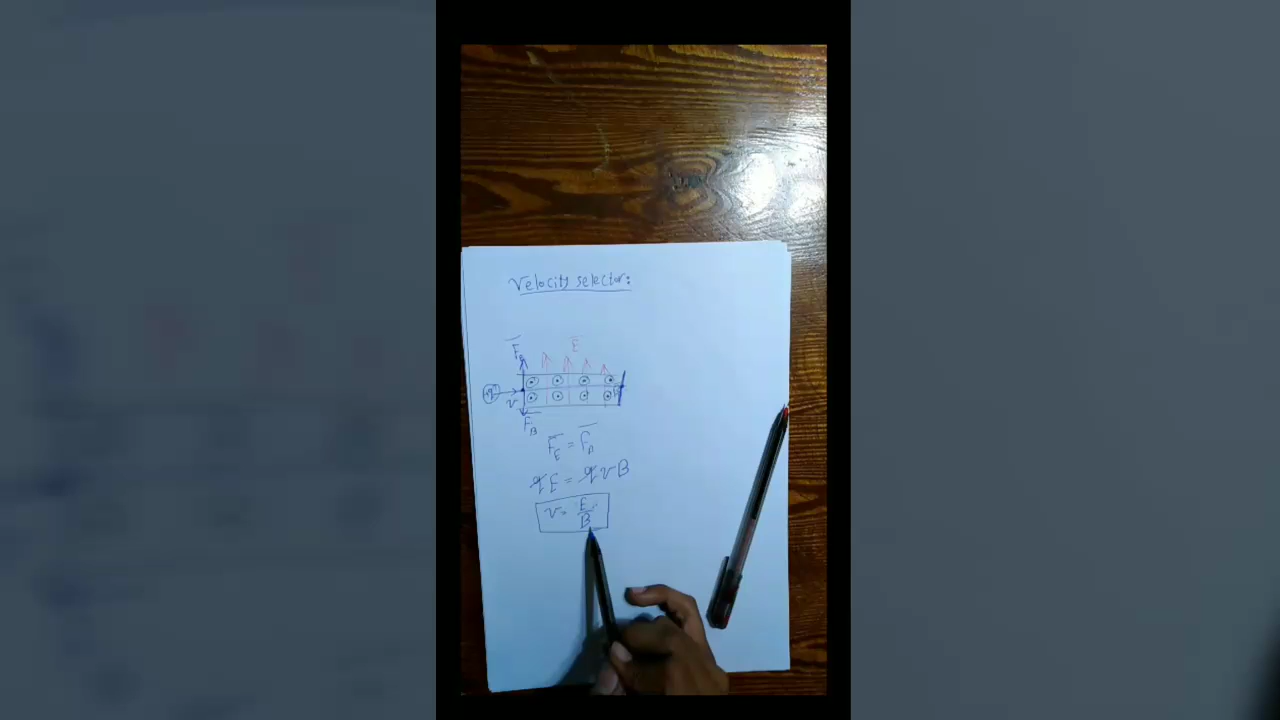 Velocity selector:
F_E E
q
v
B
F_B
F_E = F_B
qE = qvB
v = E/B